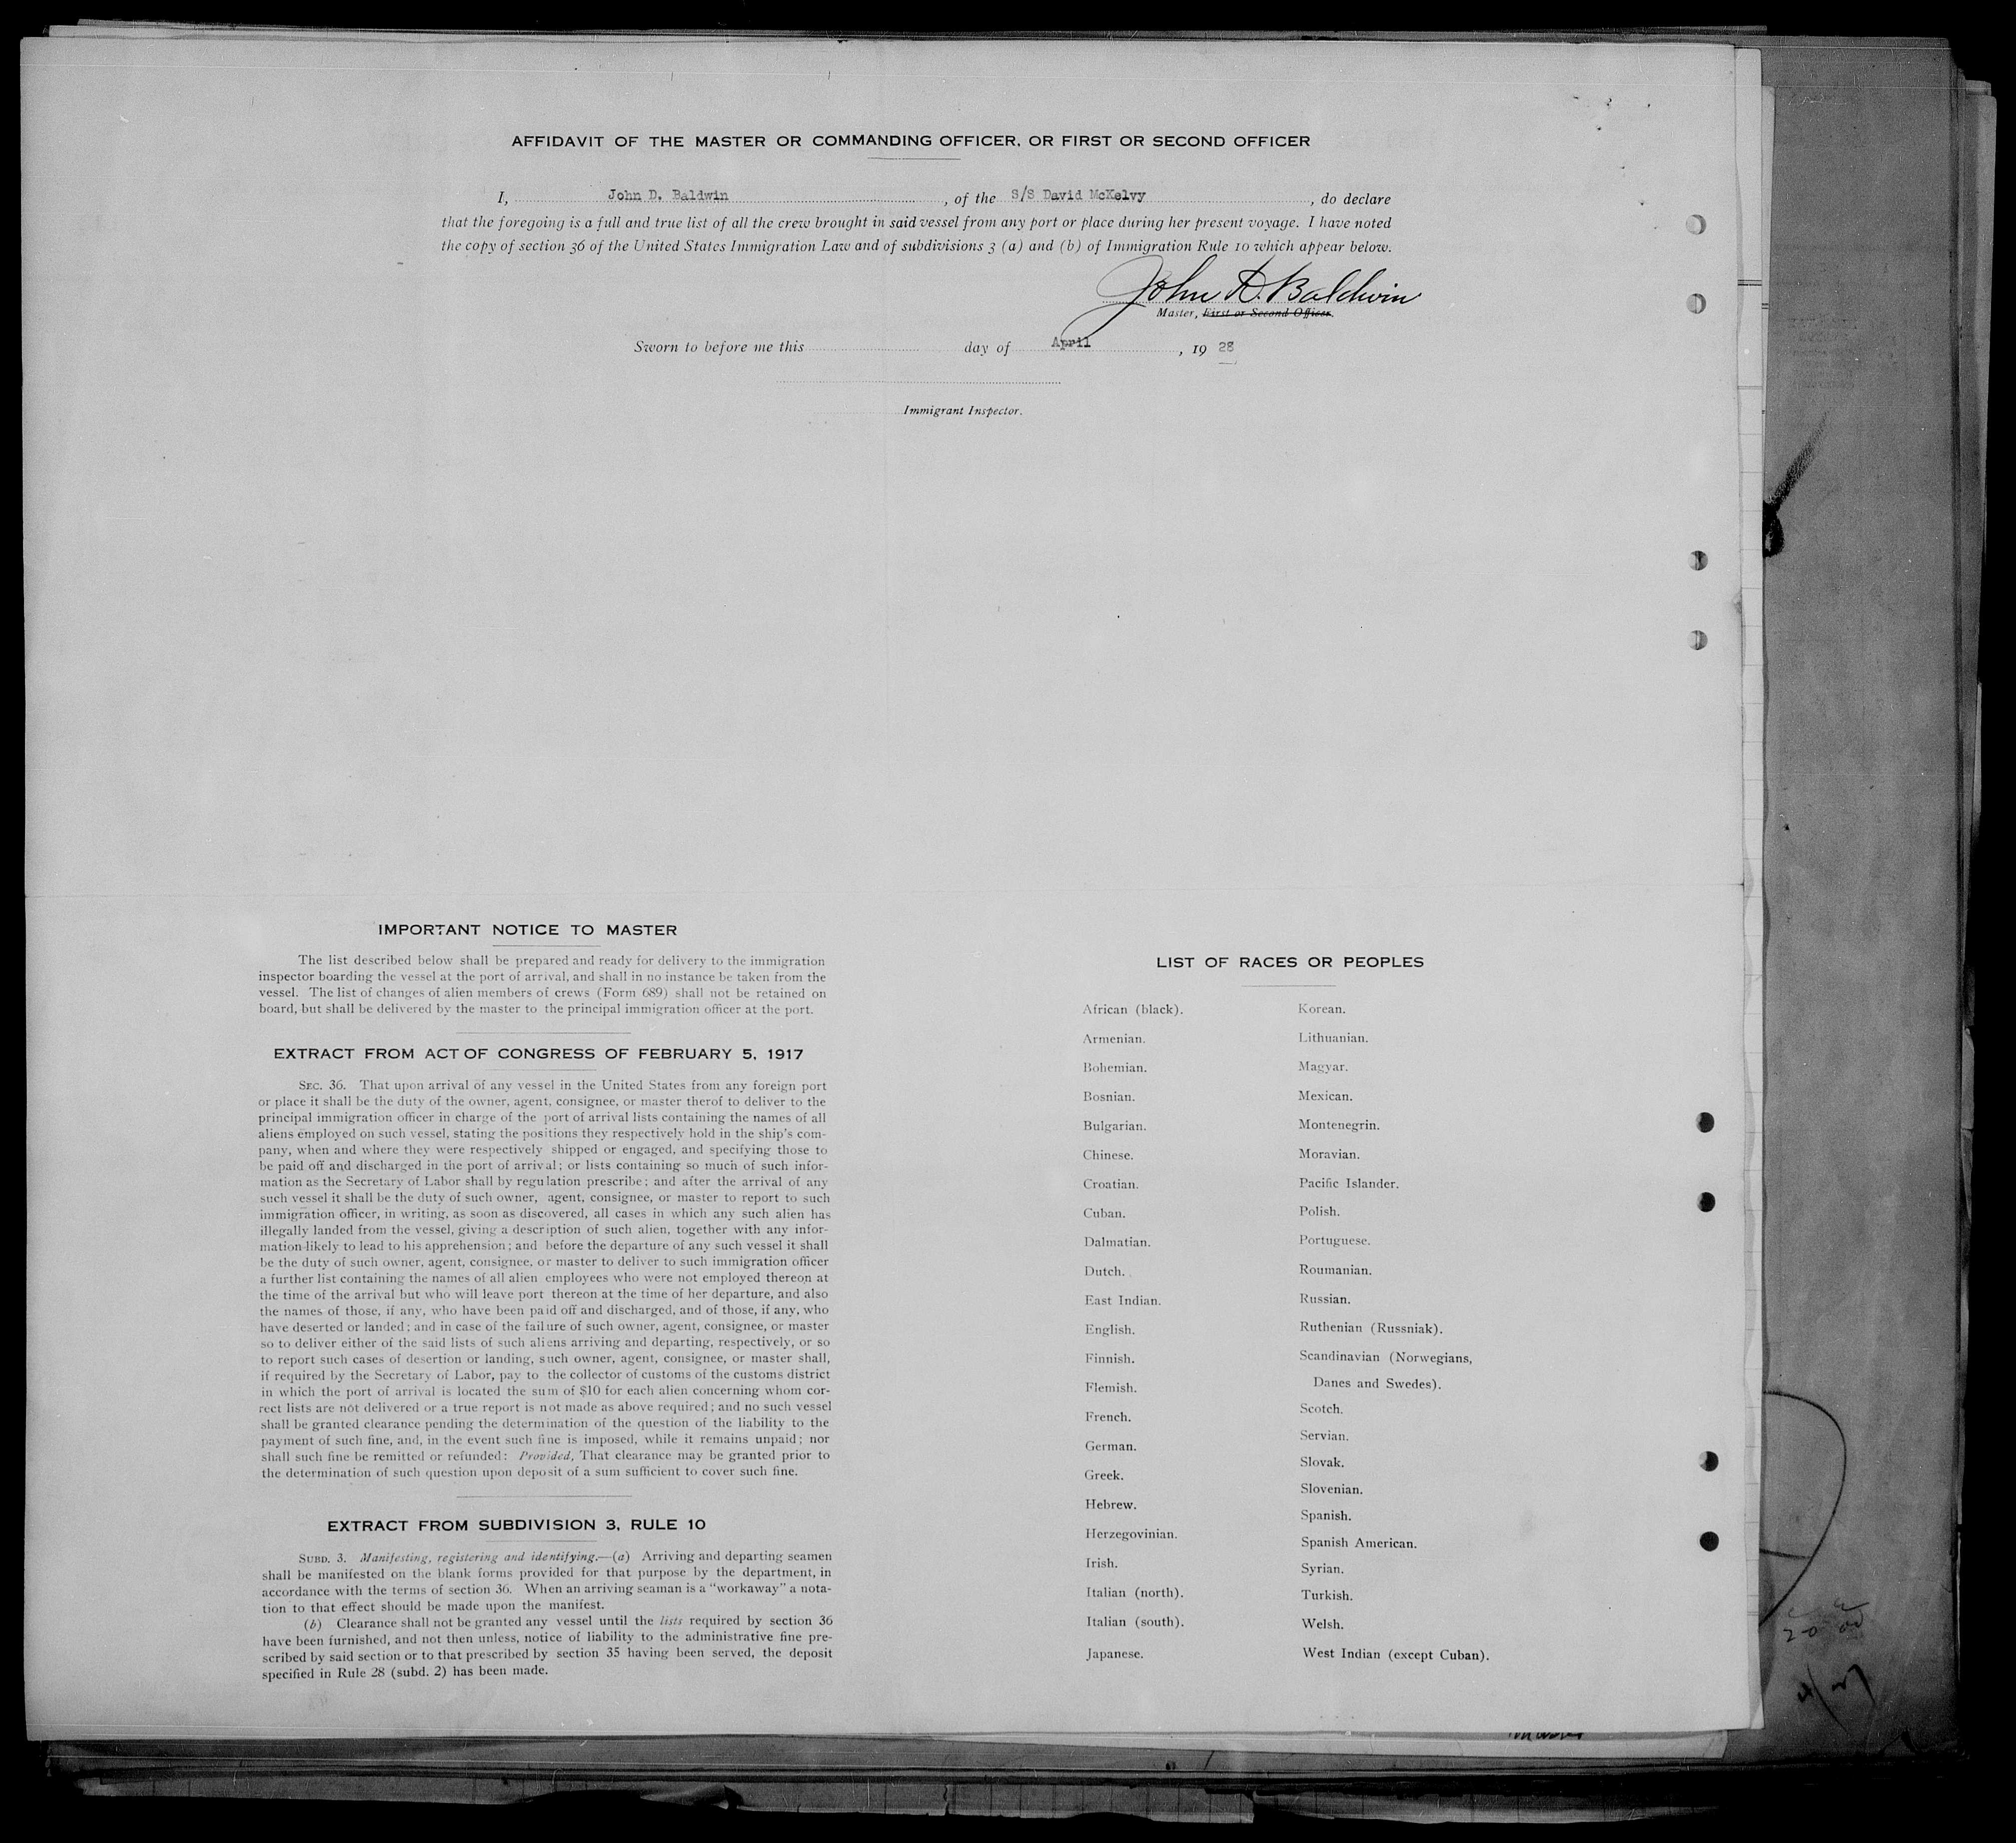 AFFIDAVIT OF THE MASTER OR COMMANDING OFFICER, OR FIRST OR SECOND OFFICER
I, John D. Baldwin , of the S/S David McKelvy , do declare
that the foregoing is a full and true list of all the crew brought in said vessel from any port or place during her present voyage. I have noted
the copy of section 36 of the United States Immigration Law and of subdivisions 3 (a) and (b) of Immigration Rule 10 which appear below.
John D. Baldwin
Master, First or Second Officer.
Sworn to before me this day of April , 19 28
Immigrant Inspector.
IMPORTANT NOTICE TO MASTER
The list described below shall be prepared and ready for delivery to the immigration
inspector boarding the vessel at the port of arrival, and shall in no instance be taken from the
vessel. The list of changes of alien members of crews (Form 689) shall not be retained on
board, but shall be delivered by the master to the principal immigration officer at the port.
EXTRACT FROM ACT OF CONGRESS OF FEBRUARY 5, 1917
SEC. 36. That upon arrival of any vessel in the United States from any foreign port
or place it shall be the duty of the owner, agent, consignee, or master therof to deliver to the
principal immigration officer in charge of the port of arrival lists containing the names of all
aliens employed on such vessel, stating the positions they respectively hold in the ship's com-
pany, when and where they were respectively shipped or engaged, and specifying those to
be paid off and discharged in the port of arrival; or lists containing so much of such infor-
mation as the Secretary of Labor shall by regulation prescribe; and after the arrival of any
such vessel it shall be the duty of such owner, agent, consignee, or master to report to such
immigration officer, in writing, as soon as discovered, all cases in which any such alien has
illegally landed from the vessel, giving a description of such alien, together with any infor-
mation likely to lead to his apprehension; and before the departure of any such vessel it shall
be the duty of such owner, agent, consignee, or master to deliver to such immigration officer
a further list containing the names of all alien employees who were not employed thereon at
the time of the arrival but who will leave port thereon at the time of her departure, and also
the names of those, if any, who have been paid off and discharged, and of those, if any, who
have deserted or landed; and in case of the failure of such owner, agent, consignee, or master
so to deliver either of the said lists of such aliens arriving and departing, respectively, or so
to report such cases of desertion or landing, such owner, agent, consignee, or master shall,
if required by the Secretary of Labor, pay to the collector of customs of the customs district
in which the port of arrival is located the sum of $10 for each alien concerning whom cor-
rect lists are not delivered or a true report is not made as above required; and no such vessel
shall be granted clearance pending the determination of the question of the liability to the
payment of such fine, and, in the event such fine is imposed, while it remains unpaid; nor
shall such fine be remitted or refunded: Provided, That clearance may be granted prior to
the determination of such question upon deposit of a sum sufficient to cover such fine.
EXTRACT FROM SUBDIVISION 3, RULE 10
SUBD. 3. Manifesting, registering and identifying.—(a) Arriving and departing seamen
shall be manifested on the blank forms provided for that purpose by the department, in
accordance with the terms of section 36. When an arriving seaman is a "workaway" a nota-
tion to that effect should be made upon the manifest.
(b) Clearance shall not be granted any vessel until the lists required by section 36
have been furnished, and not then unless, notice of liability to the administrative fine pre-
scribed by said section or to that prescribed by section 35 having been served, the deposit
specified in Rule 28 (subd. 2) has been made.
LIST OF RACES OR PEOPLES
African (black).
Armenian.
Bohemian.
Bosnian.
Bulgarian.
Chinese.
Croatian.
Cuban.
Dalmatian.
Dutch.
East Indian.
English.
Finnish.
Flemish.
French.
German.
Greek.
Hebrew.
Herzegovinian.
Irish.
Italian (north).
Italian (south).
Japanese.
Korean.
Lithuanian.
Magyar.
Mexican.
Montenegrin.
Moravian.
Pacific Islander.
Polish.
Portuguese.
Roumanian.
Russian.
Ruthenian (Russniak).
Scandinavian (Norwegians,
Danes and Swedes).
Scotch.
Servian.
Slovak.
Slovenian.
Spanish.
Spanish American.
Syrian.
Turkish.
Welsh.
West Indian (except Cuban).